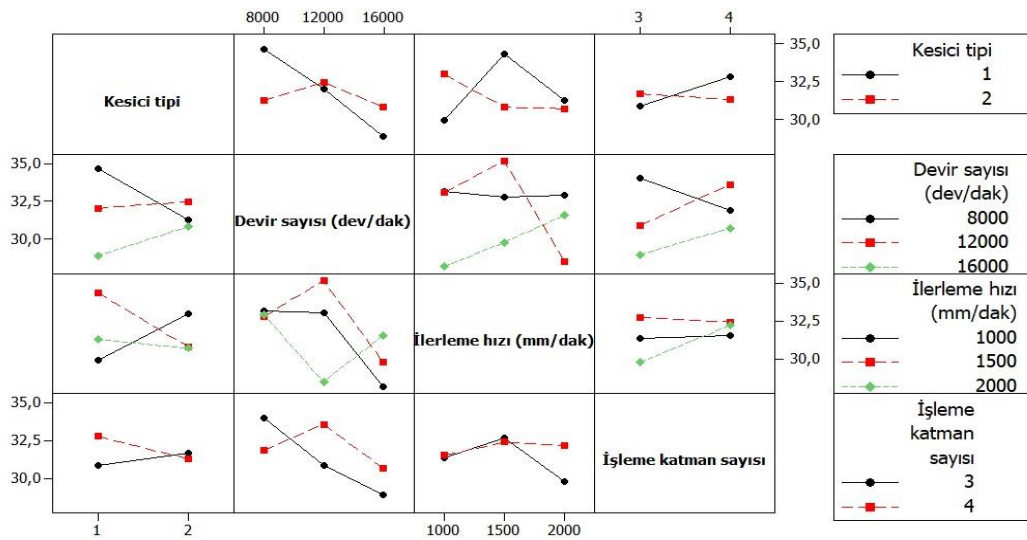 8000 12000 16000
3 4
Kesici tipi
35,0
32,5
30,0
Kesici tipi
1
2
35,0
32,5
30,0
Devir sayısı (dev/dak)
Devir sayısı
(dev/dak)
8000
12000
16000
İlerleme hızı (mm/dak)
35,0
32,5
30,0
İlerleme hızı
(mm/dak)
1000
1500
2000
35,0
32,5
30,0
İşleme katman sayısı
İşleme
katman
sayısı
3
4
1 2
1000 1500 2000